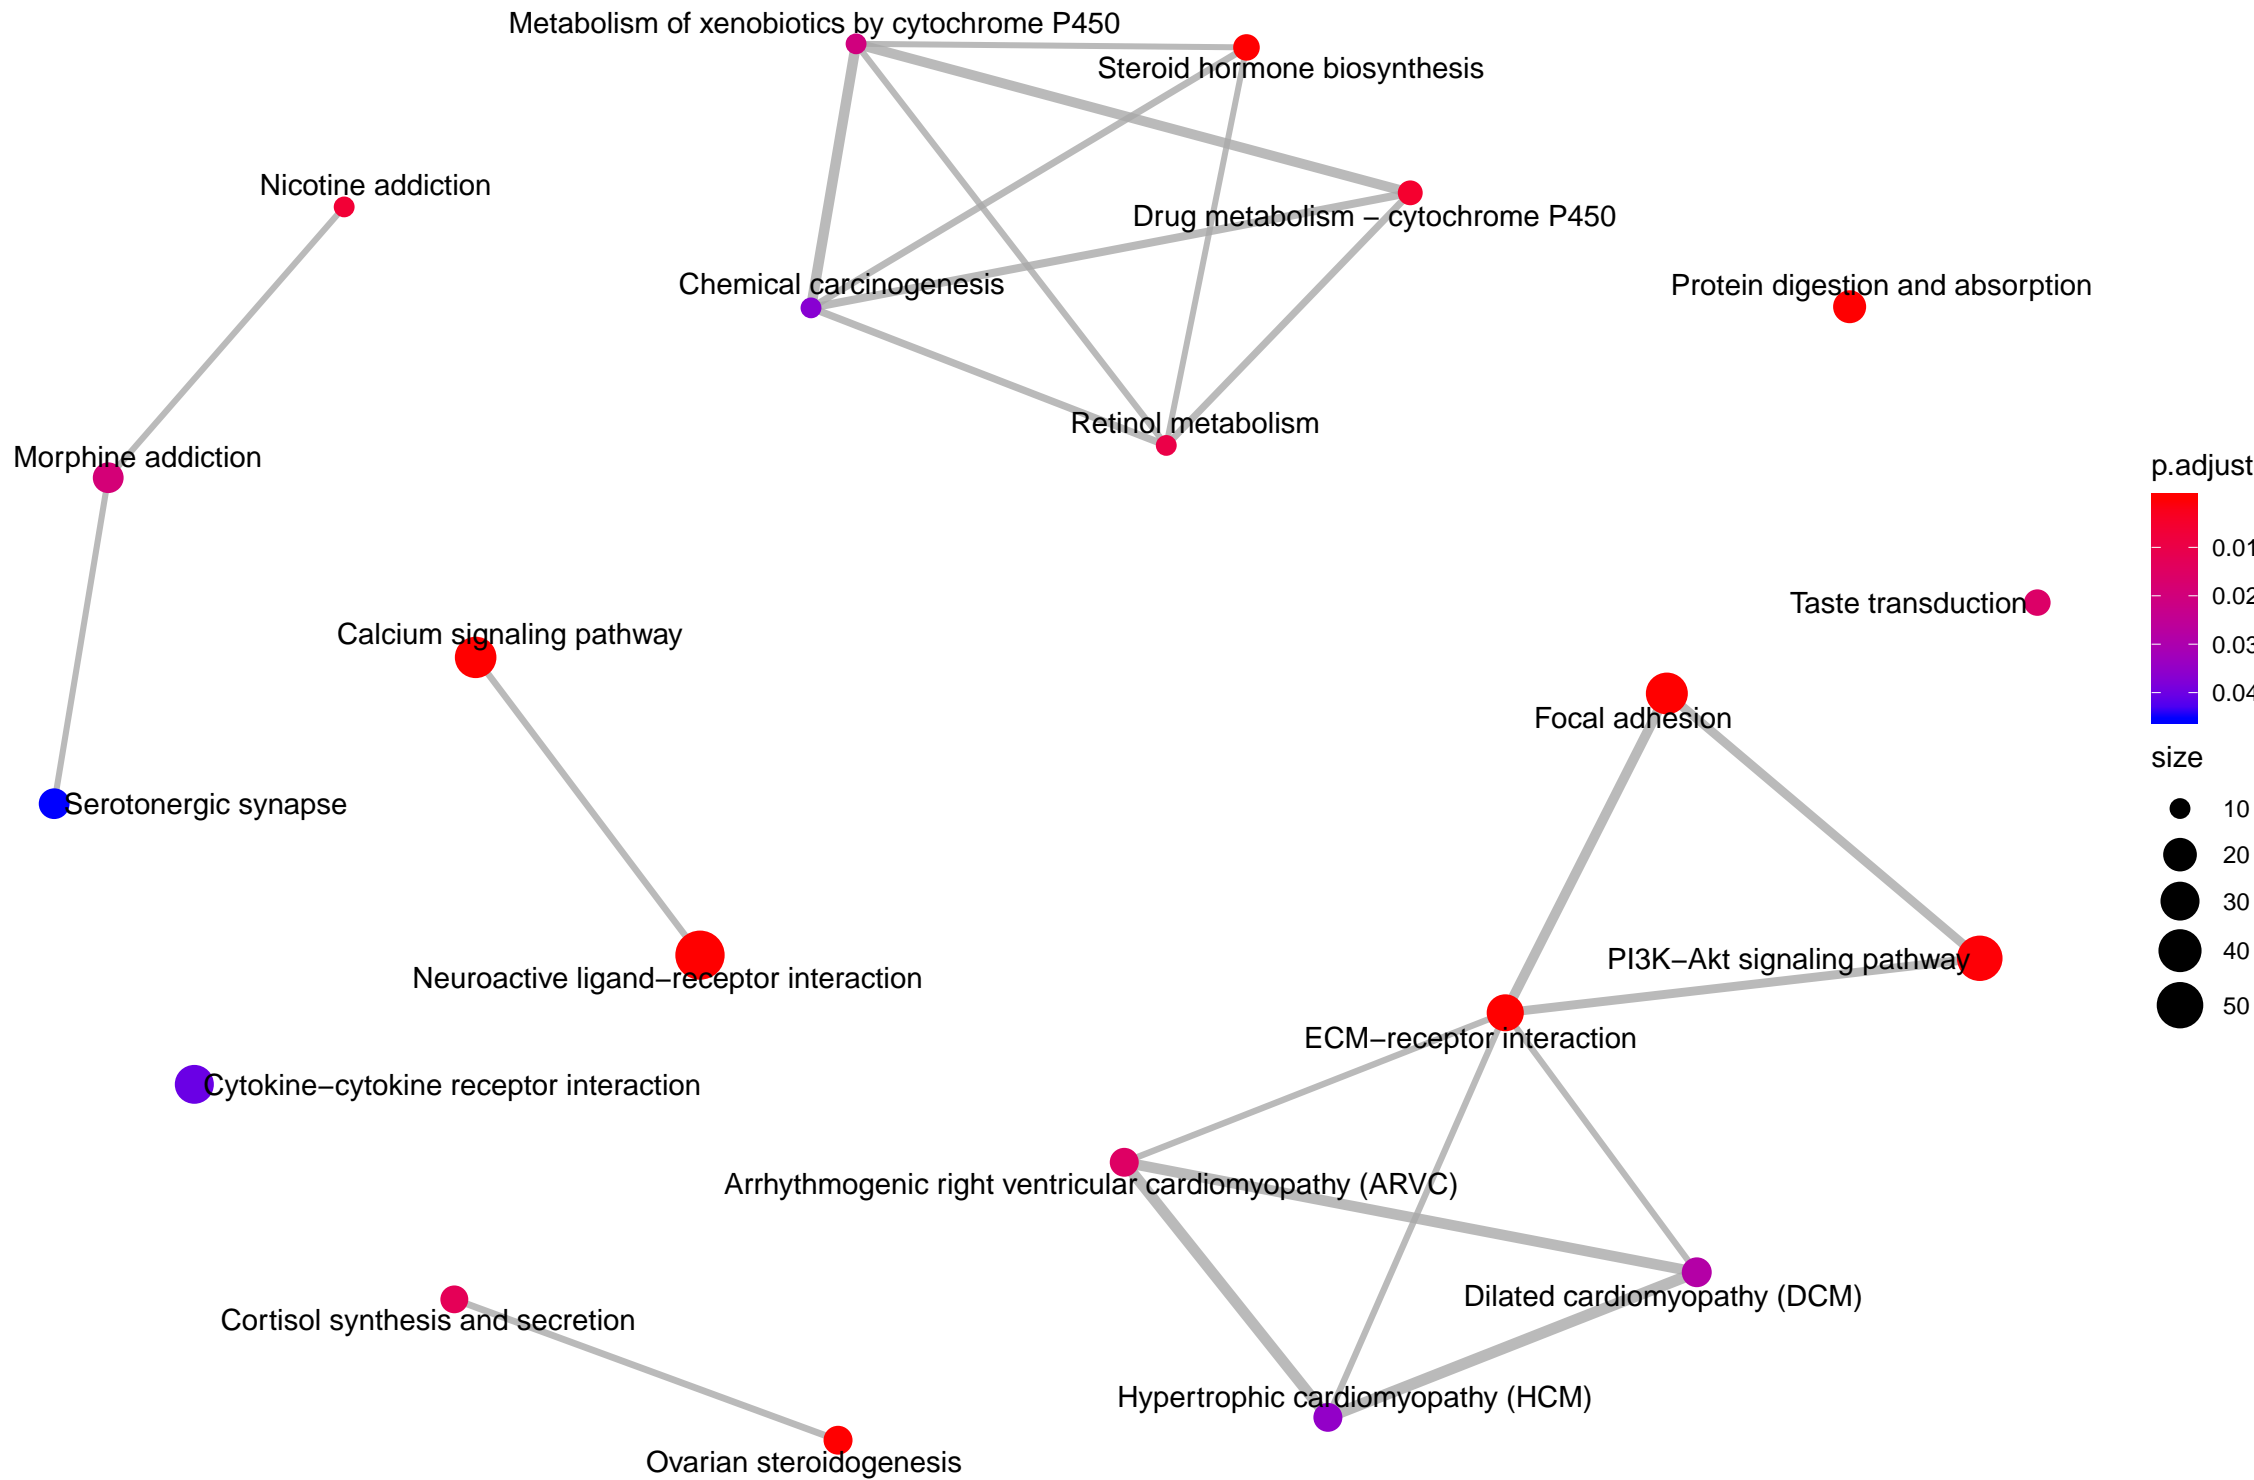 Metabolism of xenobiotics by cytochrome P450
Steroid hormone biosynthesis
Nicotine addiction
Drug metabolism − cytochrome P450
Chemical carcinogenesis
Protein digestion and absorption
Retinol metabolism
Morphine addiction
p.adjust
0.01
0.02
0.03
0.04
Taste transduction
Calcium signaling pathway
Focal adhesion
size
10
20
30
40
50
Serotonergic synapse
PI3K−Akt signaling pathway
Neuroactive ligand−receptor interaction
ECM−receptor interaction
Cytokine−cytokine receptor interaction
Arrhythmogenic right ventricular cardiomyopathy (ARVC)
Dilated cardiomyopathy (DCM)
Cortisol synthesis and secretion
Hypertrophic cardiomyopathy (HCM)
Ovarian steroidogenesis